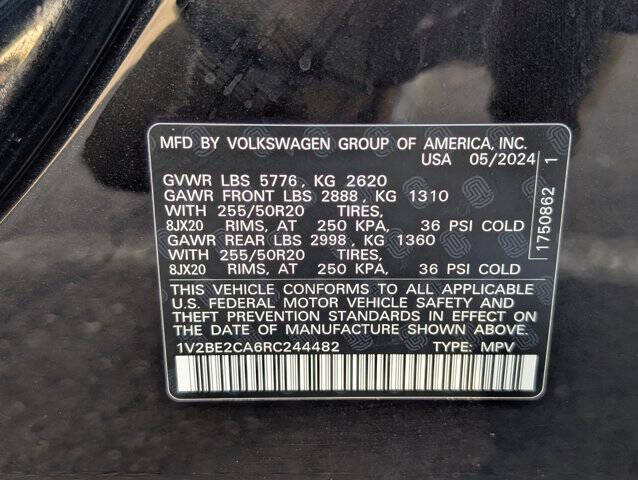 MFD BY VOLKSWAGEN GROUP OF AMERICA, INC.
USA 05/2024
GVWR LBS 5776, KG 2620
GAWR FRONT LBS 2888, KG 1310
WITH 255/50R20 TIRES,
8JX20 RIMS, AT 250 KPA, 36 PSI COLD
GAWR REAR LBS 2998, KG 1360
WITH 255/50R20 TIRES,
8JX20 RIMS, AT 250 KPA, 36 PSI COLD
THIS VEHICLE CONFORMS TO ALL APPLICABLE
U.S. FEDERAL MOTOR VEHICLE SAFETY AND
THEFT PREVENTION STANDARDS IN EFFECT ON
THE DATE OF MANUFACTURE SHOWN ABOVE.
1V2BE2CA6RC244482 TYPE: MPV
1750862 1